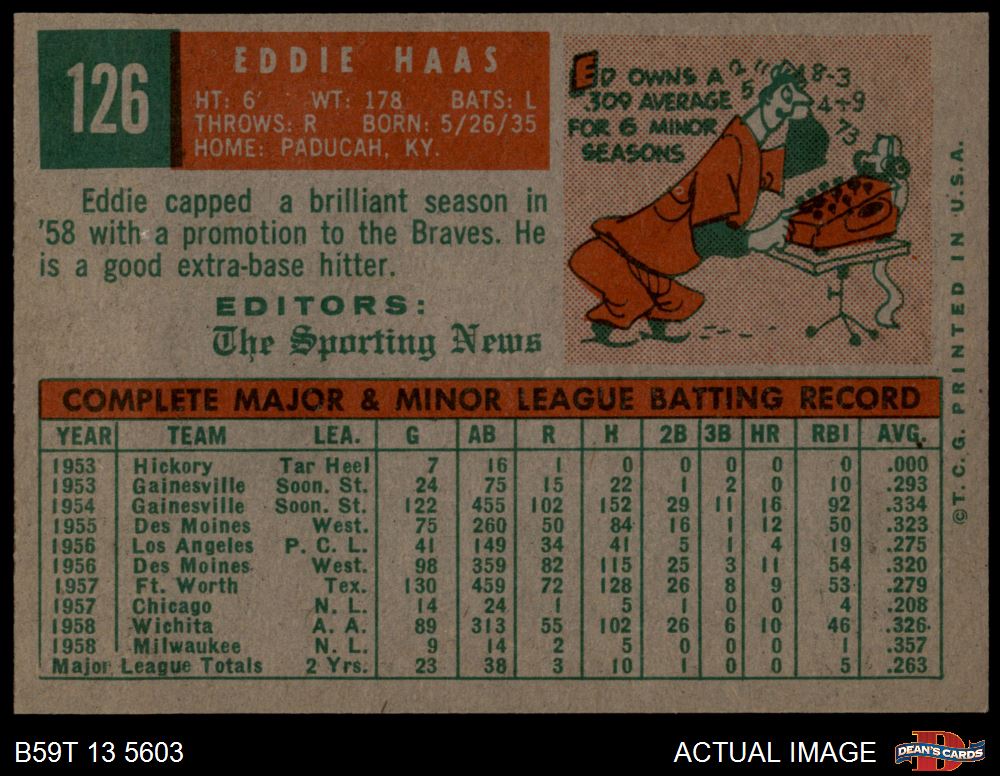 126
EDDIE HAAS
HT: 6' WT: 178 BATS: L
THROWS: R BORN: 5/26/35
HOME: PADUCAH, KY.
Eddie capped a brilliant season in
'58 with a promotion to the Braves. He
is a good extra-base hitter.
EDITORS:
The Sporting News
ED OWNS A
.309 AVERAGE
FOR 6 MINOR
SEASONS
8-3
4÷9
73
©T. C. G. PRINTED IN U.S.A.
COMPLETE MAJOR & MINOR LEAGUE BATTING RECORD
YEAR TEAM LEA. G AB R H 2B 3B HR RBI AVG.
1953 Hickory Tar Heel 7 16 1 0 0 0 0 0 .000
1953 Gainesville Soon. St. 24 75 15 22 1 2 0 10 .293
1954 Gainesville Soon. St. 122 455 102 152 29 11 16 92 .334
1955 Des Moines West. 75 260 50 84 16 1 12 50 .323
1956 Los Angeles P. C. L. 41 149 34 41 5 1 4 19 .275
1956 Des Moines West. 98 359 82 115 25 3 11 54 .320
1957 Ft. Worth Tex. 130 459 72 128 26 8 9 53 .279
1957 Chicago N. L. 14 24 1 5 1 0 0 4 .208
1958 Wichita A. A. 89 313 55 102 26 6 10 46 .326
1958 Milwaukee N. L. 9 14 2 5 0 0 0 1 .357
Major League Totals 2 Yrs. 23 38 3 10 1 0 0 5 .263
B59T 13 5603
ACTUAL IMAGE
D
DEAN'S CARDS